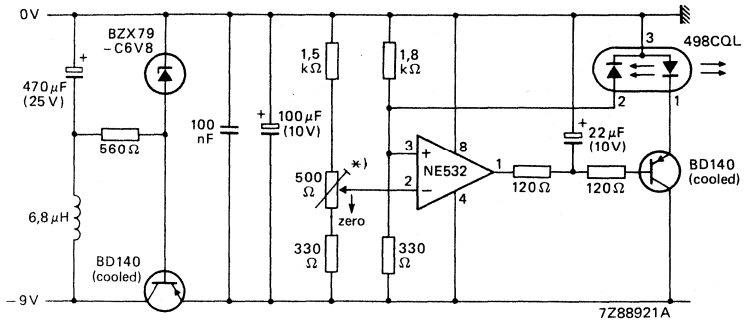 0V
BZX79
-C6V8
470μF
(25V)
560Ω
6,8μH
BD140
(cooled)
-9V
100
nF
+
100μF
(10V)
1,5
kΩ
1,8
kΩ
500
Ω
*)
zero
330
Ω
330
Ω
3
+
2
−
NE532
8
4
1
120Ω
+
22μF
(10V)
120Ω
498CQL
3
2
1
BD140
(cooled)
+
7Z88921A